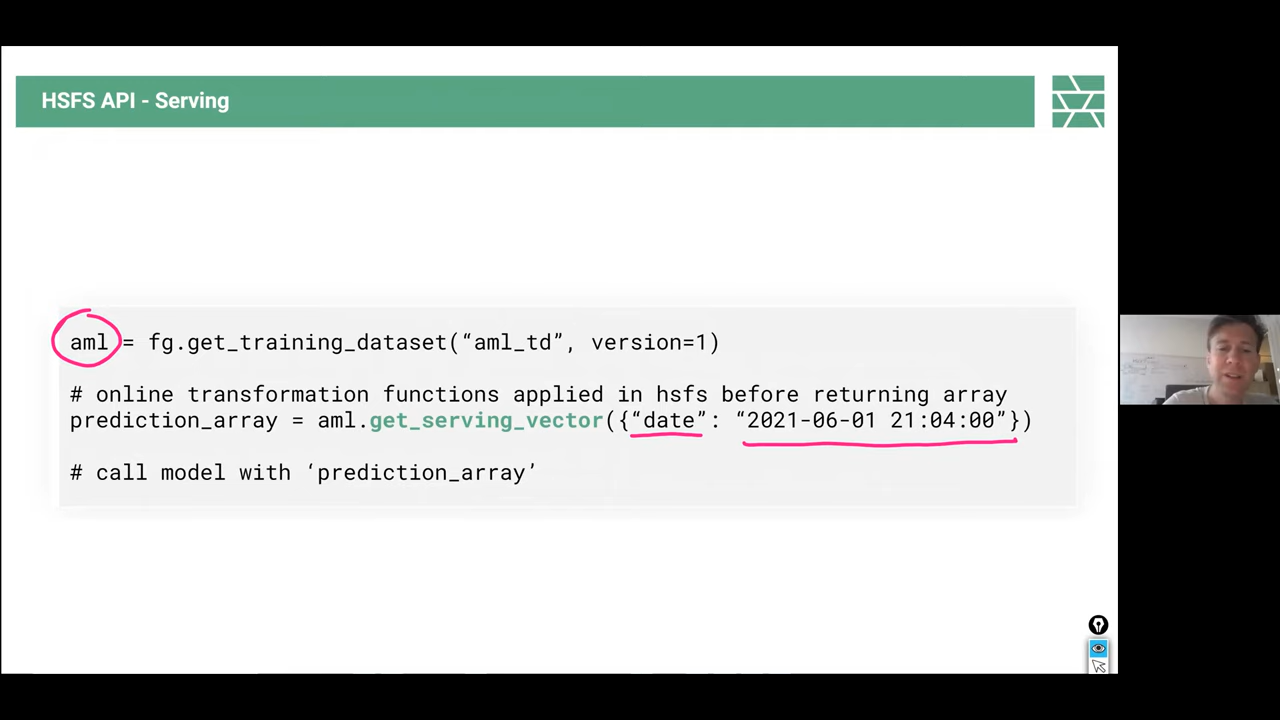 HSFS API - Serving
aml = fg.get_training_dataset(“aml_td”, version=1)
# online transformation functions applied in hsfs before returning array
prediction_array = aml.get_serving_vector({“date”: “2021-06-01 21:04:00”})
# call model with ‘prediction_array’